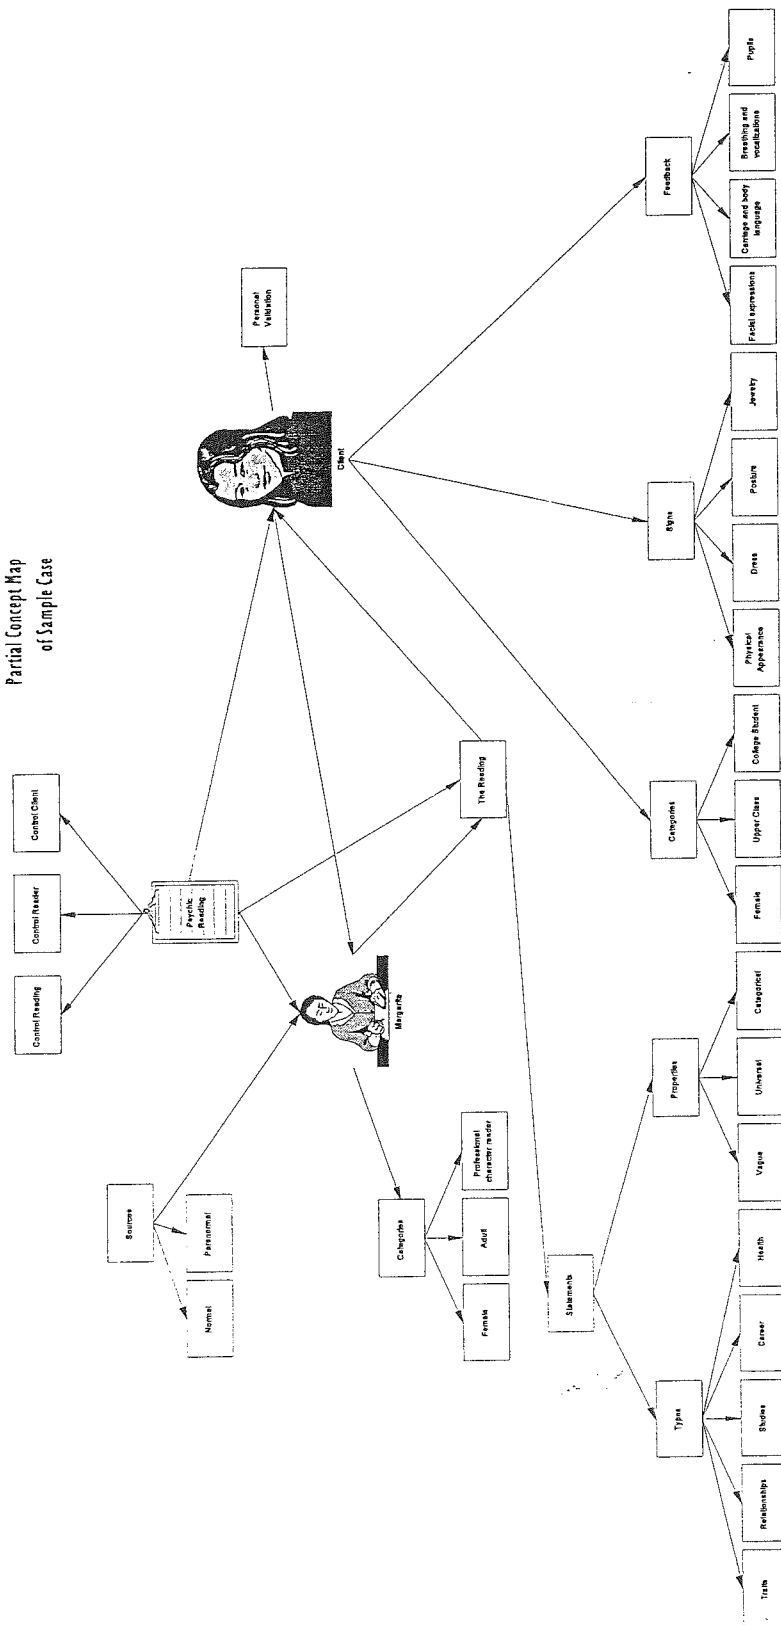 Partial Concept Map
of Sample Case
Control Reading
Control Reader
Control Client
Psychic
Reading
Sources
Normal
Paranormal
Margarita
Client
Personal
Validation
Categories
Female
Adult
Professional
character reader
The Reading
Statements
Types
Traits
Relationships
Studies
Career
Health
Properties
Vague
Universal
Categorical
Categories
Female
Upper Class
College Student
Signs
Physical
Appearance
Dress
Posture
Jewelry
Feedback
Facial expressions
Carriage and body
language
Breathing and
vocalizations
Pupils